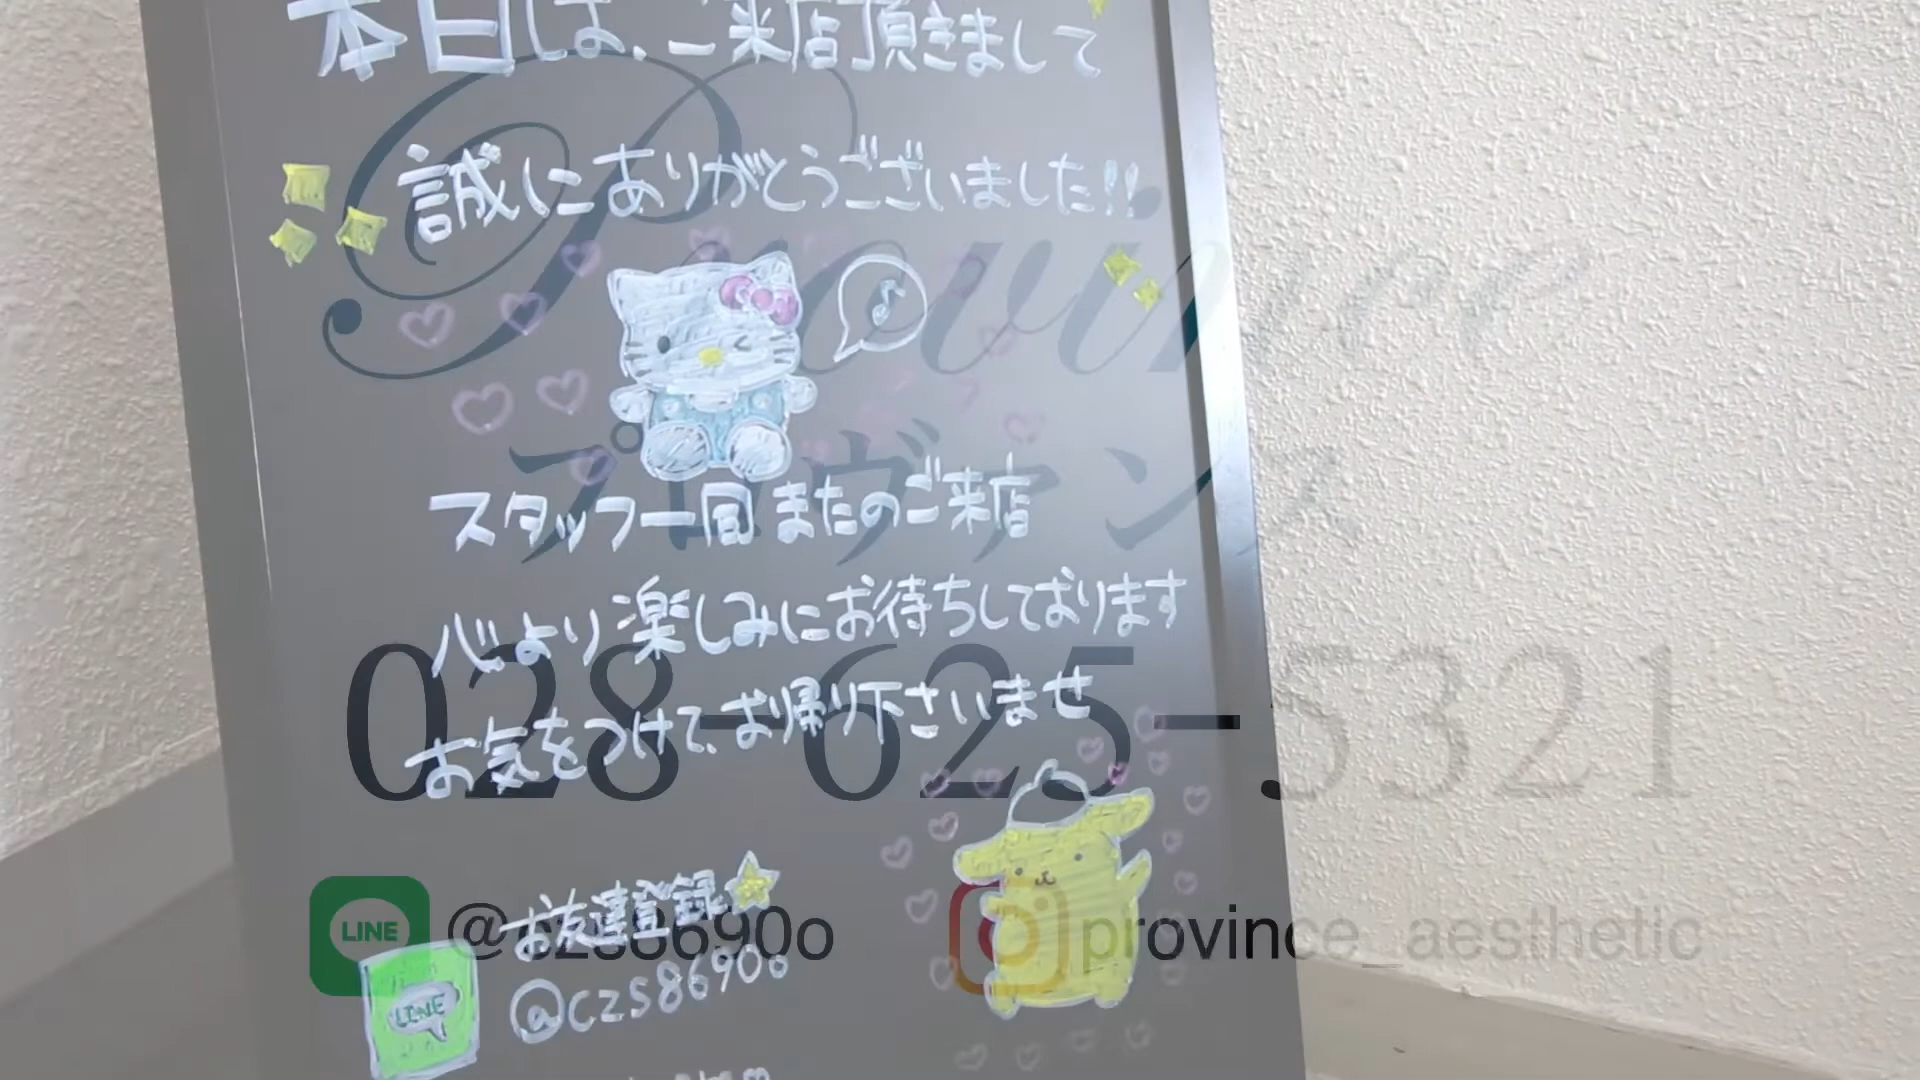 本日は、ご来店頂きまして
誠にありがとうございました!!
Province
プロヴァンス
スタッフ一同 またのご来店
心より楽しみにお待ちしております
お気をつけて、お帰り下さいませ
028-625-5321
お友達登録
LINE @czs8690o
province_aesthetic
LINE
@czs8690o